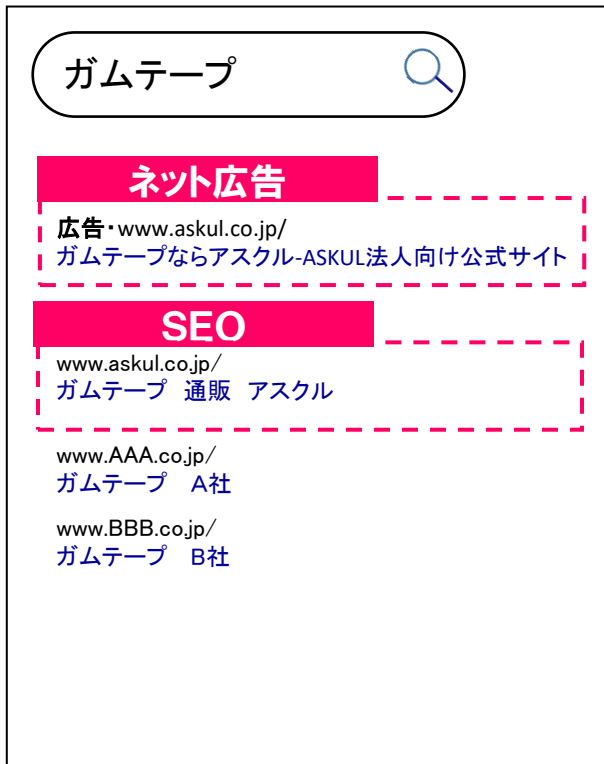 ガムテープ
ネット広告
広告・www.askul.co.jp/
ガムテープならアスクル-ASKUL法人向け公式サイト
SEO
www.askul.co.jp/
ガムテープ　通販　アスクル
www.AAA.co.jp/
ガムテープ　A社
www.BBB.co.jp/
ガムテープ　B社